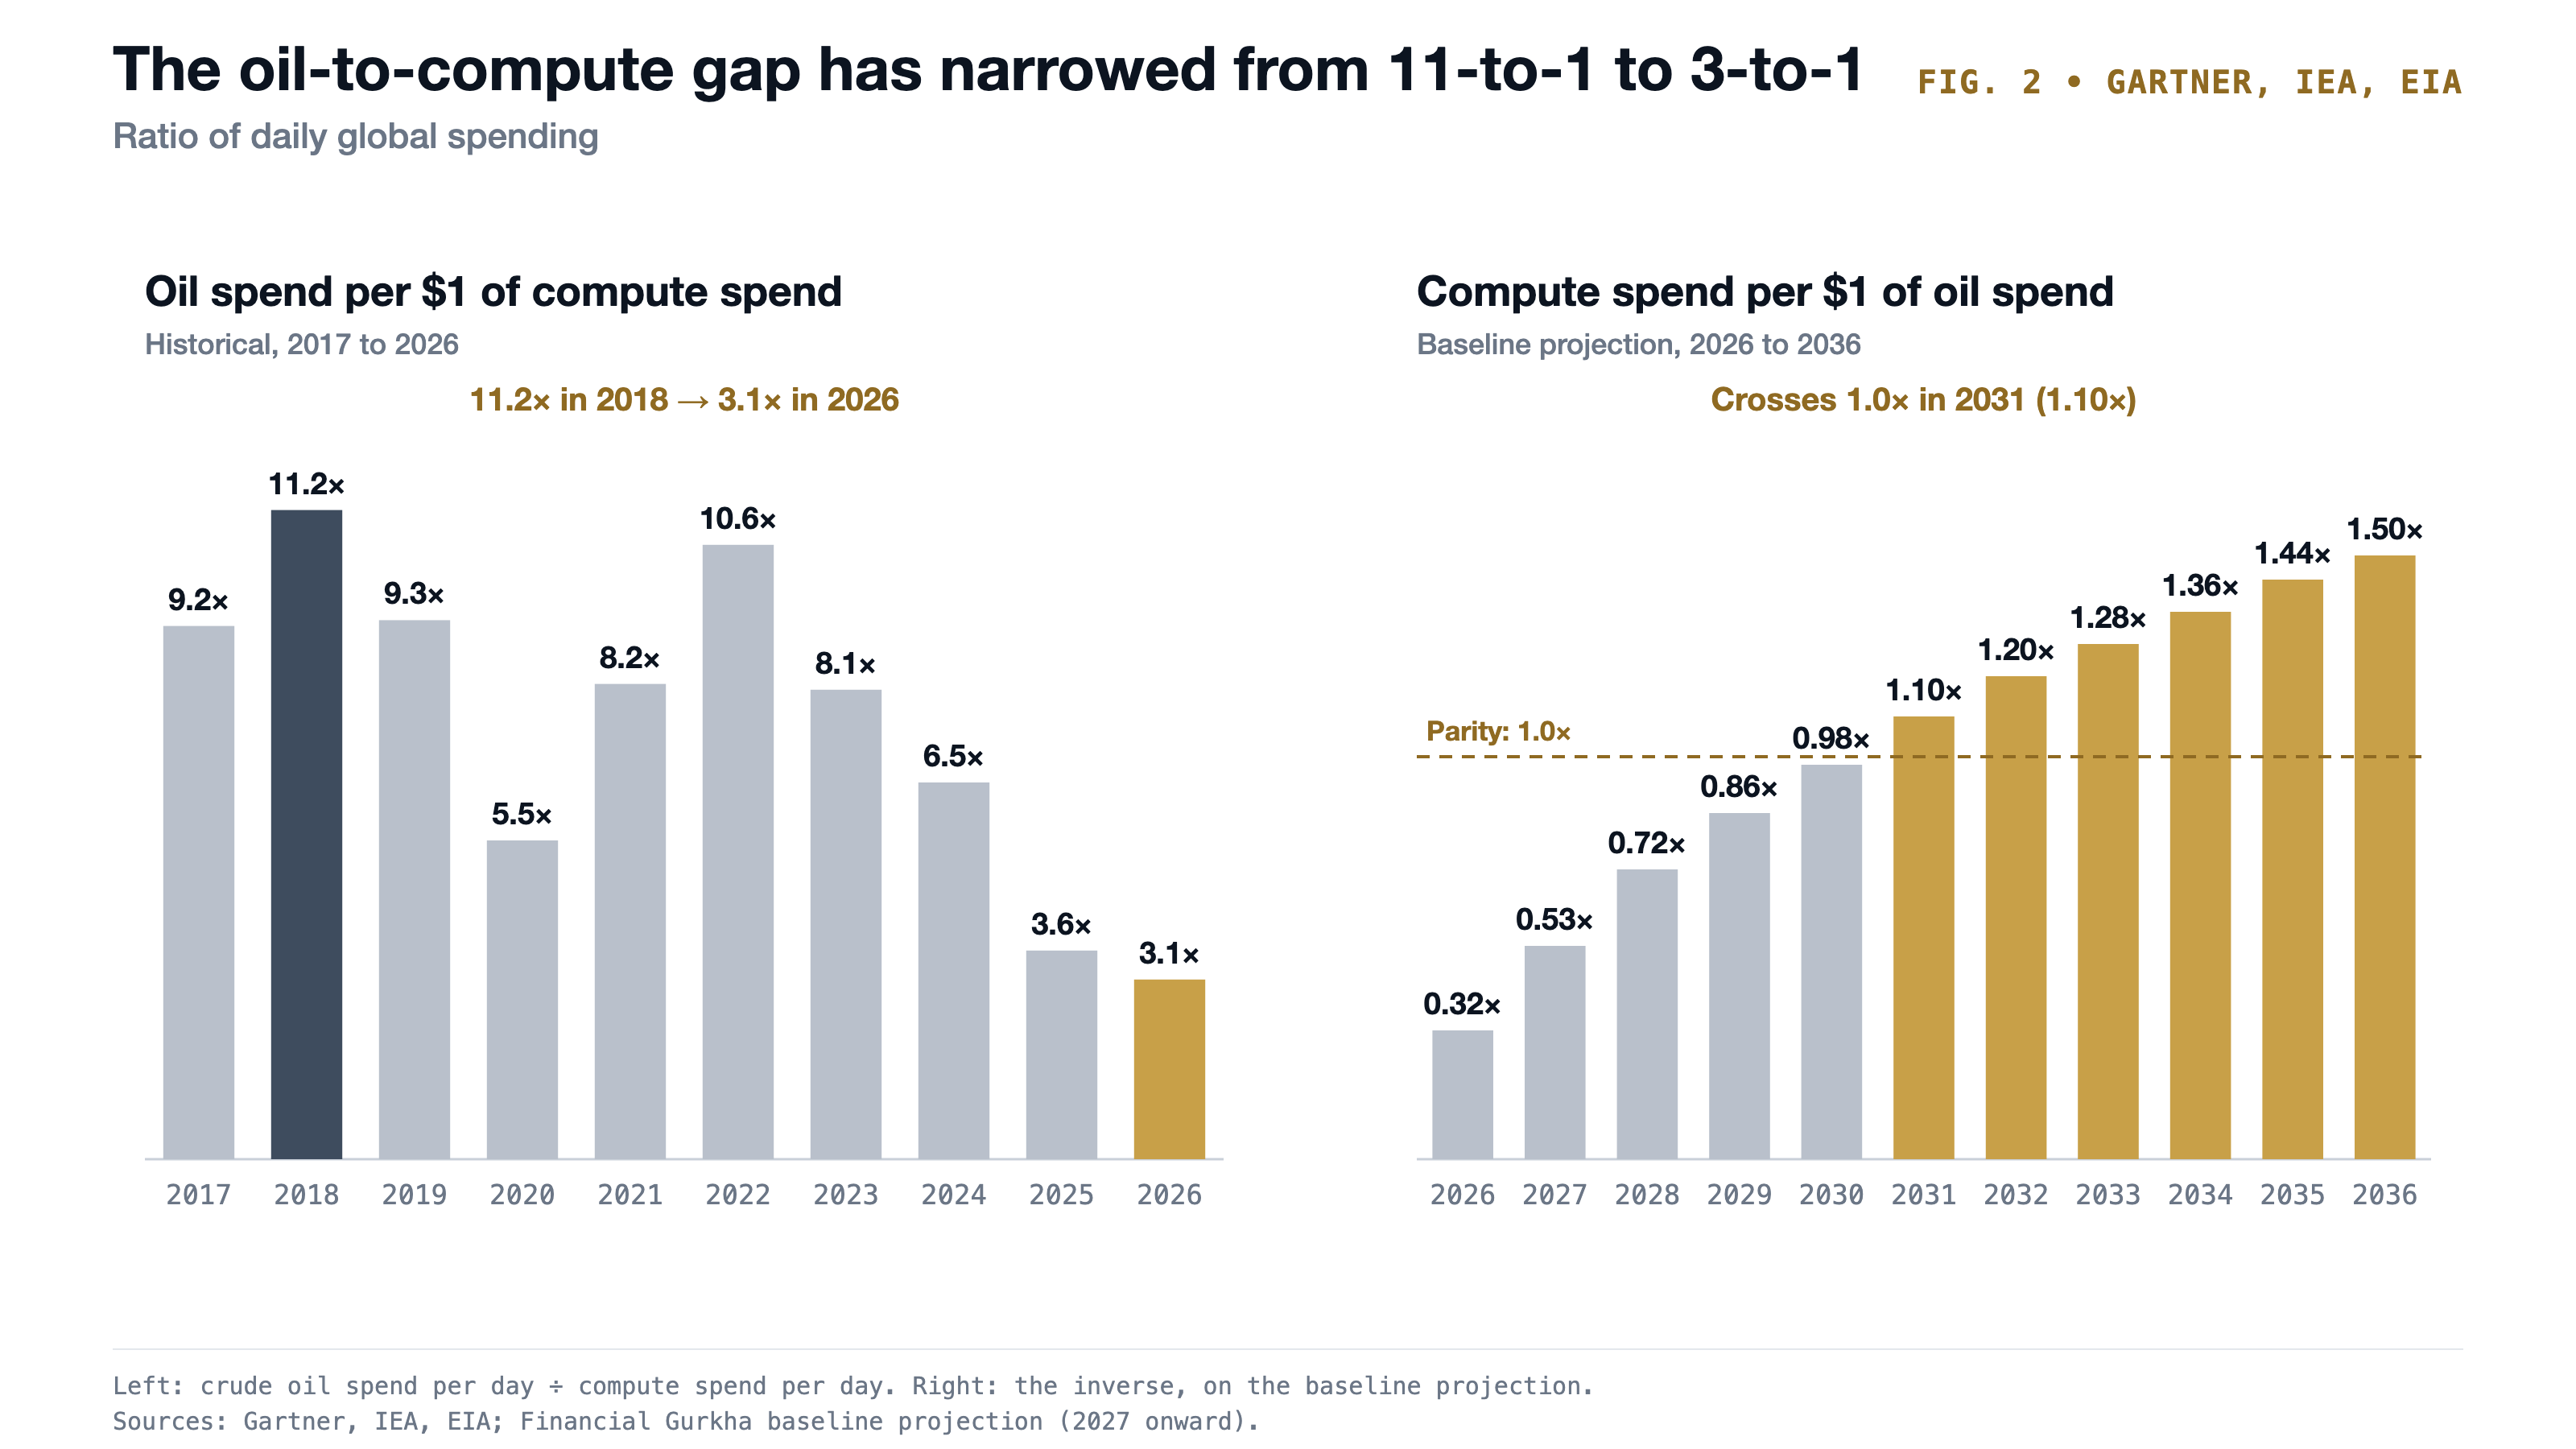 The oil-to-compute gap has narrowed from 11-to-1 to 3-to-1
FIG. 2 • GARTNER, IEA, EIA
Ratio of daily global spending
Oil spend per $1 of compute spend
Historical, 2017 to 2026
11.2× in 2018 → 3.1× in 2026
9.2×
11.2×
9.3×
5.5×
8.2×
10.6×
8.1×
6.5×
3.6×
3.1×
2017 2018 2019 2020 2021 2022 2023 2024 2025 2026
Compute spend per $1 of oil spend
Baseline projection, 2026 to 2036
Crosses 1.0× in 2031 (1.10×)
Parity: 1.0×
0.32×
0.53×
0.72×
0.86×
0.98×
1.10×
1.20×
1.28×
1.36×
1.44×
1.50×
2026 2027 2028 2029 2030 2031 2032 2033 2034 2035 2036
Left: crude oil spend per day ÷ compute spend per day. Right: the inverse, on the baseline projection.
Sources: Gartner, IEA, EIA; Financial Gurkha baseline projection (2027 onward).